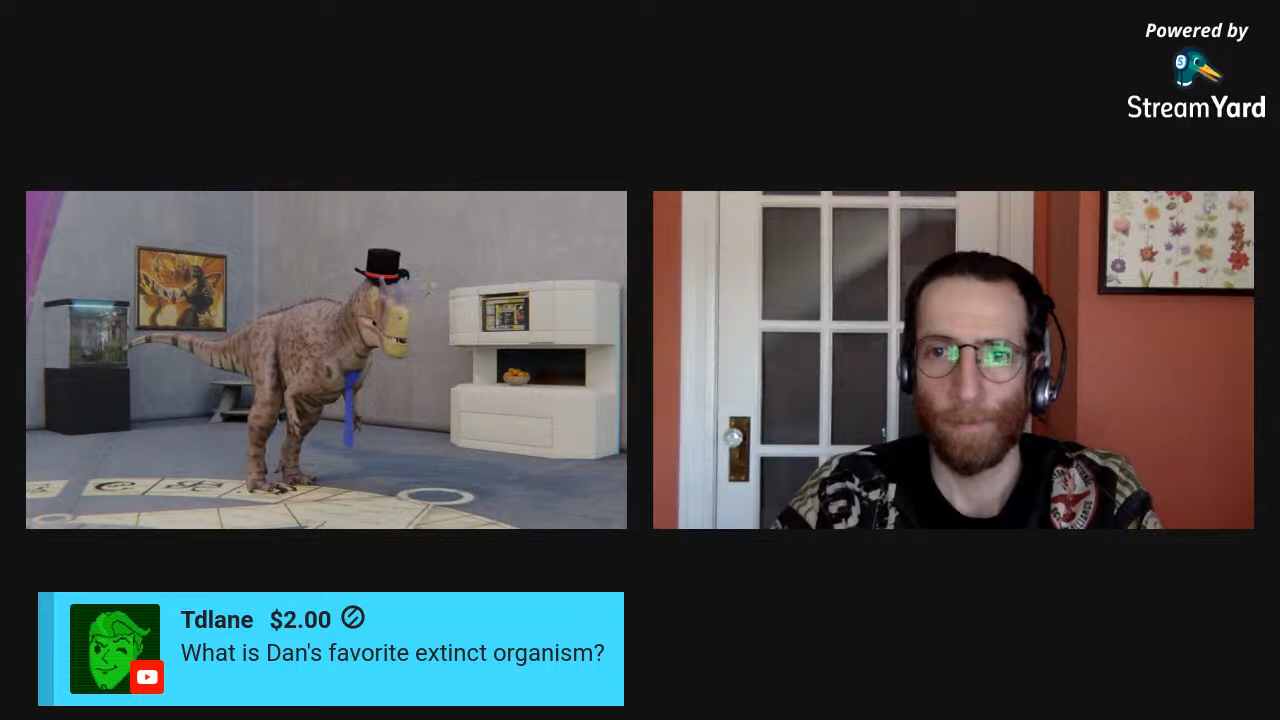 Powered by
StreamYard
Tdlane $2.00
What is Dan's favorite extinct organism?